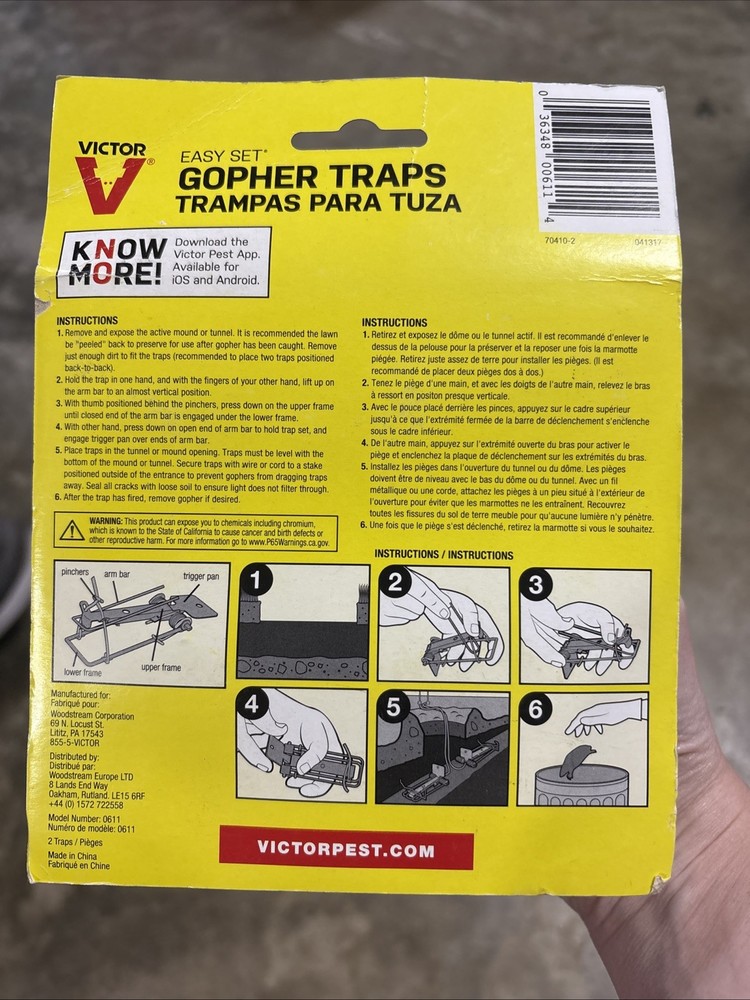 VICTOR
V®
EASY SET®
GOPHER TRAPS
TRAMPAS PARA TUZA
0 36348 00611 4
70410-2 041317
KNOW
MORE!
Download the
Victor Pest App.
Available for
iOS and Android.
INSTRUCTIONS
1. Remove and expose the active mound or tunnel. It is recommended the lawn
be "peeled" back to preserve for use after gopher has been caught. Remove
just enough dirt to fit the traps (recommended to place two traps positioned
back-to-back).
2. Hold the trap in one hand, and with the fingers of your other hand, lift up on
the arm bar to an almost vertical position.
3. With thumb positioned behind the pinchers, press down on the upper frame
until closed end of the arm bar is engaged under the lower frame.
4. With other hand, press down on open end of arm bar to hold trap set, and
engage trigger pan over ends of arm bar.
5. Place traps in the tunnel or mound opening. Traps must be level with the
bottom of the mound or tunnel. Secure traps with wire or cord to a stake
positioned outside of the entrance to prevent gophers from dragging traps
away. Seal all cracks with loose soil to ensure light does not filter through.
6. After the trap has fired, remove gopher if desired.
WARNING: This product can expose you to chemicals including chromium,
which is known to the State of California to cause cancer and birth defects or
other reproductive harm. For more information go to www.P65Warnings.ca.gov.
INSTRUCTIONS
1. Retirez et exposez le dôme ou le tunnel actif. Il est recommandé d'enlever le
dessus de la pelouse pour la préserver et la reposer une fois la marmotte
piégée. Retirez juste assez de terre pour installer les pièges. (Il est
recommandé de placer deux pièges dos à dos.)
2. Tenez le piège d'une main, et avec les doigts de l'autre main, relevez le bras
à ressort en positon presque verticale.
3. Avec le pouce placé derrière les pinces, appuyez sur le cadre supérieur
jusqu'à ce que l'extrémité fermée de la barre de déclenchement s'enclenche
sous le cadre inférieur.
4. De l'autre main, appuyez sur l'extrémité ouverte du bras pour activer le
piège et enclenchez la plaque de déclenchement sur les extrémités du bras.
5. Installez les pièges dans l'ouverture du tunnel ou du dôme. Les pièges
doivent être de niveau avec le bas du dôme ou du tunnel. Avec un fil
métallique ou une corde, attachez les pièges à un pieu situé à l'extérieur de
l'ouverture pour éviter que les marmottes ne les entraînent. Recouvrez
toutes les fissures du sol de terre meuble pour qu'aucune lumière n'y pénètre.
6. Une fois que le piège s'est déclenché, retirez la marmotte si vous le souhaitez.
INSTRUCTIONS / INSTRUCTIONS
pinchers
arm bar
trigger pan
lower frame
upper frame
1
2
3
4
5
6
Manufactured for:
Fabriqué pour:
Woodstream Corporation
69 N. Locust St.
Lititz, PA 17543
855-5-VICTOR
Distributed by:
Distribué par:
Woodstream Europe LTD
8 Lands End Way
Oakham, Rutland. LE15 6RF
+44 (0) 1572 722558
Model Number: 0611
Numéro de modèle: 0611
2 Traps / Pièges
Made in China
Fabriqué en Chine
VICTORPEST.COM